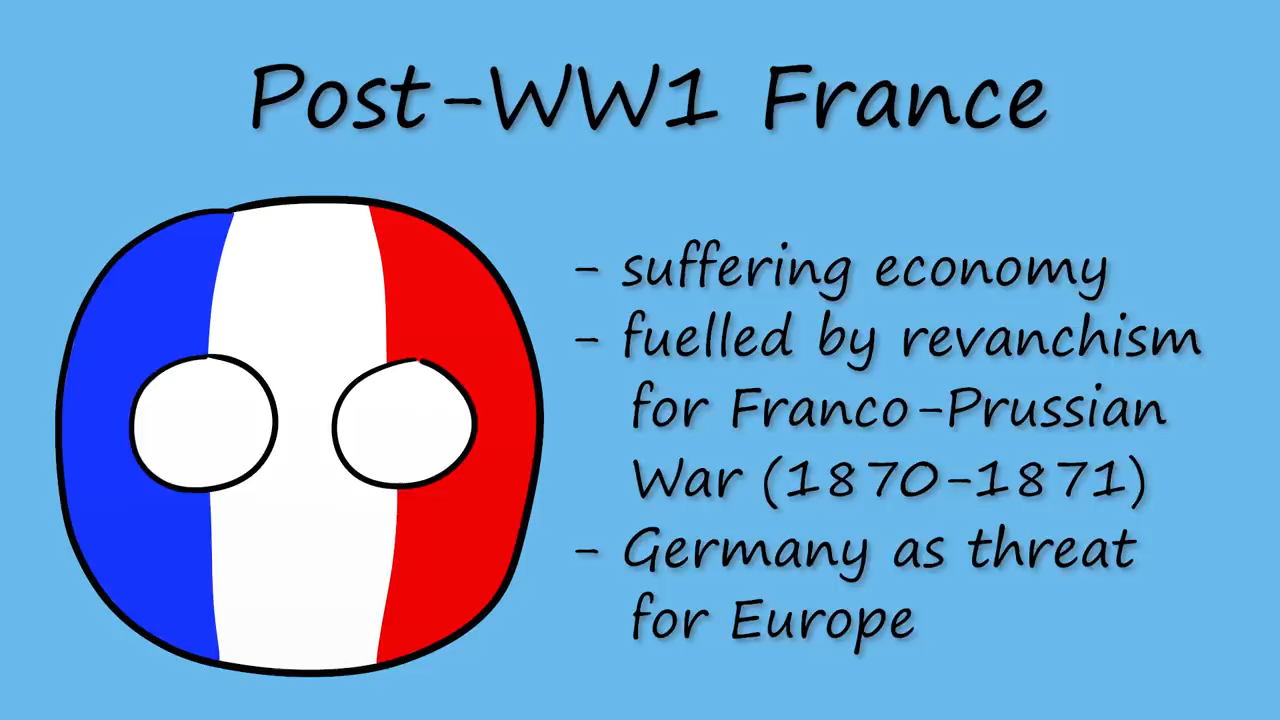 Post-WW1 France
- suffering economy
- fuelled by revanchism
for Franco-Prussian
War (1870-1871)
- Germany as threat
for Europe